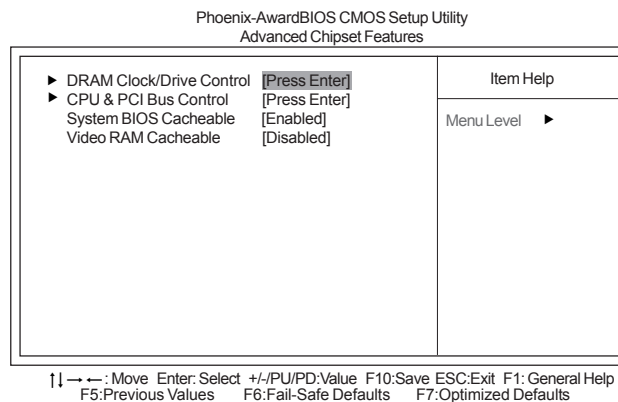 Phoenix-AwardBIOS CMOS Setup Utility
Advanced Chipset Features
► DRAM Clock/Drive Control [Press Enter]
► CPU & PCI Bus Control [Press Enter]
System BIOS Cacheable [Enabled]
Video RAM Cacheable [Disabled]
Item Help
Menu Level ►
↑↓→←: Move Enter: Select +/-/PU/PD:Value F10:Save ESC:Exit F1: General Help
F5:Previous Values F6:Fail-Safe Defaults F7:Optimized Defaults